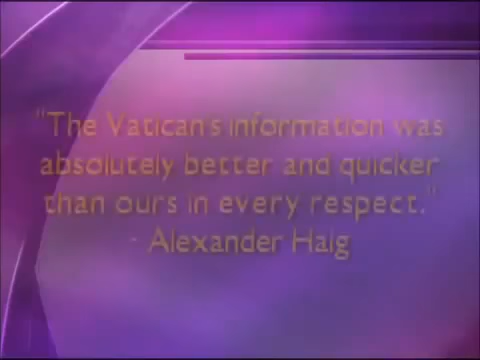 "The Vatican's information was
absolutely better and quicker
than ours in every respect."
- Alexander Haig